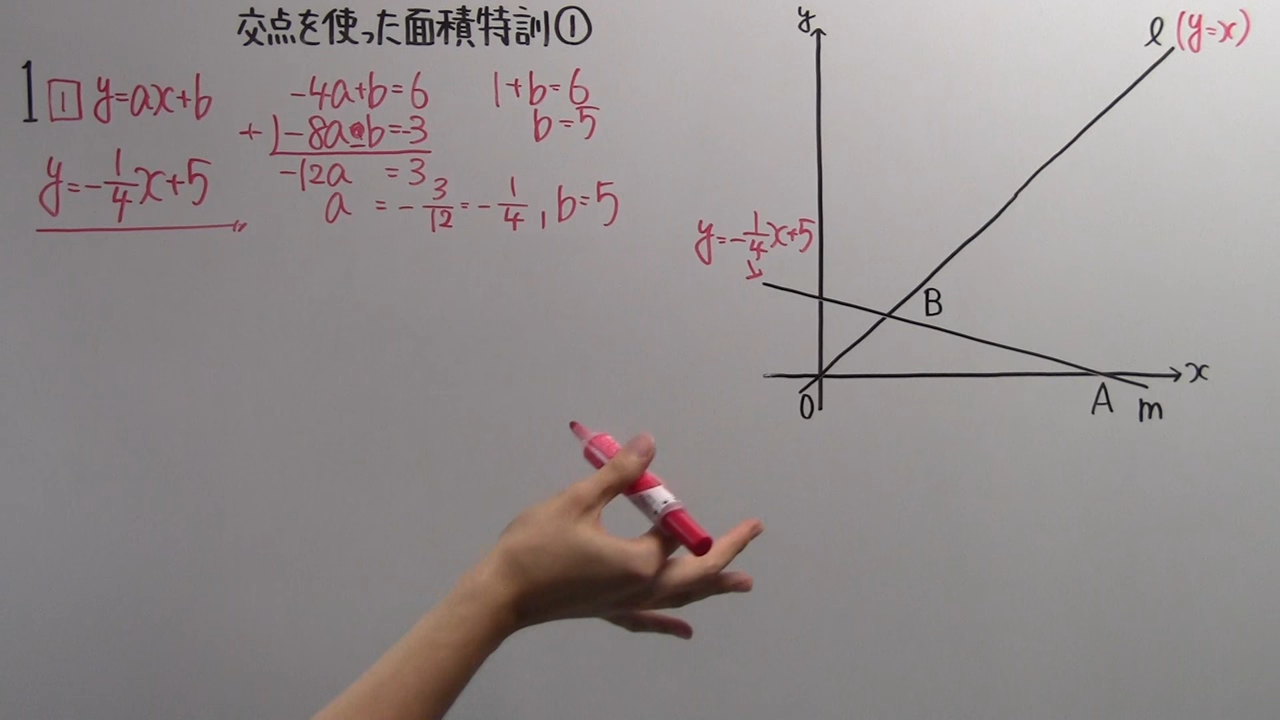 交点を使った面積特訓①
1 1 y=ax+b
y=-1/4x+5
-4a+b=6
+)-8a-b=-3
-12a =3
a =-3/12=-1/4, b=5
1+b=6
b=5
y
l (y=x)
y=-1/4x+5
B
x
O
A
m